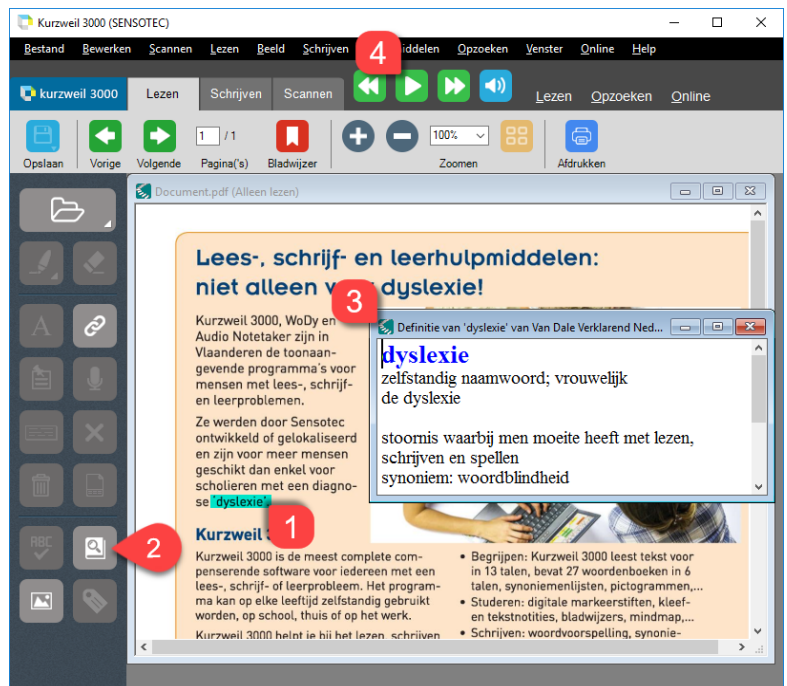 Kurzweil 3000 (SENSOTEC)
Bestand Bewerken Scannen Lezen Beeld Schrijven middelen Opzoeken Venster Online Help
4
kurzweil 3000 Lezen Schrijven Scannen Lezen Opzoeken Online
1 / 1 100%
Opslaan Vorige Volgende Pagina('s) Bladwijzer Zoomen Afdrukken
Document.pdf (Alleen lezen)
Lees-, schrijf- en leerhulpmiddelen:
niet alleen dyslexie!
3
Kurzweil 3000, WoDy en
Audio Notetaker zijn in
Vlaanderen de toonaan-
gevende programma's voor
mensen met lees-, schrijf-
en leerproblemen.
Ze werden door Sensotec
ontwikkeld of gelokaliseerd
en zijn voor meer mensen
geschikt dan enkel voor
scholieren met een diagno-
se 'dyslexie'.
Definitie van 'dyslexie' van Van Dale Verklarend Ned...
dyslexie
zelfstandig naamwoord; vrouwelijk
de dyslexie
stoornis waarbij men moeite heeft met lezen,
schrijven en spellen
synoniem: woordblindheid
A
ABC
2
1
Kurzweil
Kurzweil 3000 is de meest complete com-
penserende software voor iedereen met een
lees-, schrijf- of leerprobleem. Het program-
ma kan op elke leeftijd zelfstandig gebruikt
worden, op school, thuis of op het werk.
Kurzweil 3000 helpt je bij het lezen, schrijven
• Begrijpen: Kurzweil 3000 leest tekst voor
in 13 talen, bevat 27 woordenboeken in 6
talen, synoniemenlijsten, pictogrammen,...
• Studeren: digitale markeerstiften, kleef-
en tekstnotities, bladwijzers, mindmap,...
• Schrijven: woordvoorspelling, synonie-